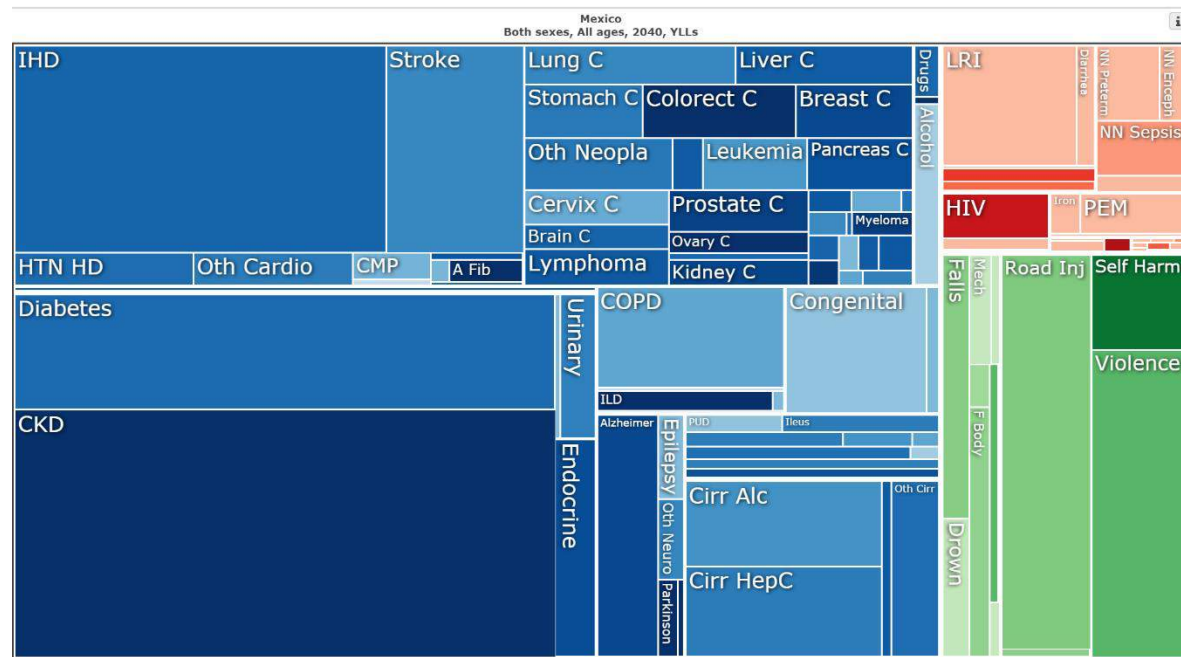 Mexico
Both sexes, All ages, 2040, YLLs
i
IHD
Stroke
HTN HD
Oth Cardio
CMP
A Fib
Lung C
Liver C
Stomach C
Colorect C
Breast C
Oth Neopla
Leukemia
Pancreas C
Cervix C
Prostate C
Myeloma
Brain C
Ovary C
Lymphoma
Kidney C
Drugs
Alcohol
LRI
Diarrhea
NN Preterm
NN Enceph
NN Sepsis
HIV
Iron
PEM
Diabetes
Urinary
CKD
Endocrine
COPD
Congenital
ILD
Alzheimer
Epilepsy
Oth Neuro
Parkinson
PUD
Ileus
Cirr Alc
Oth Cirr
Cirr HepC
Falls
Mech
Road Inj
Self Harm
Violence
F Body
Drown